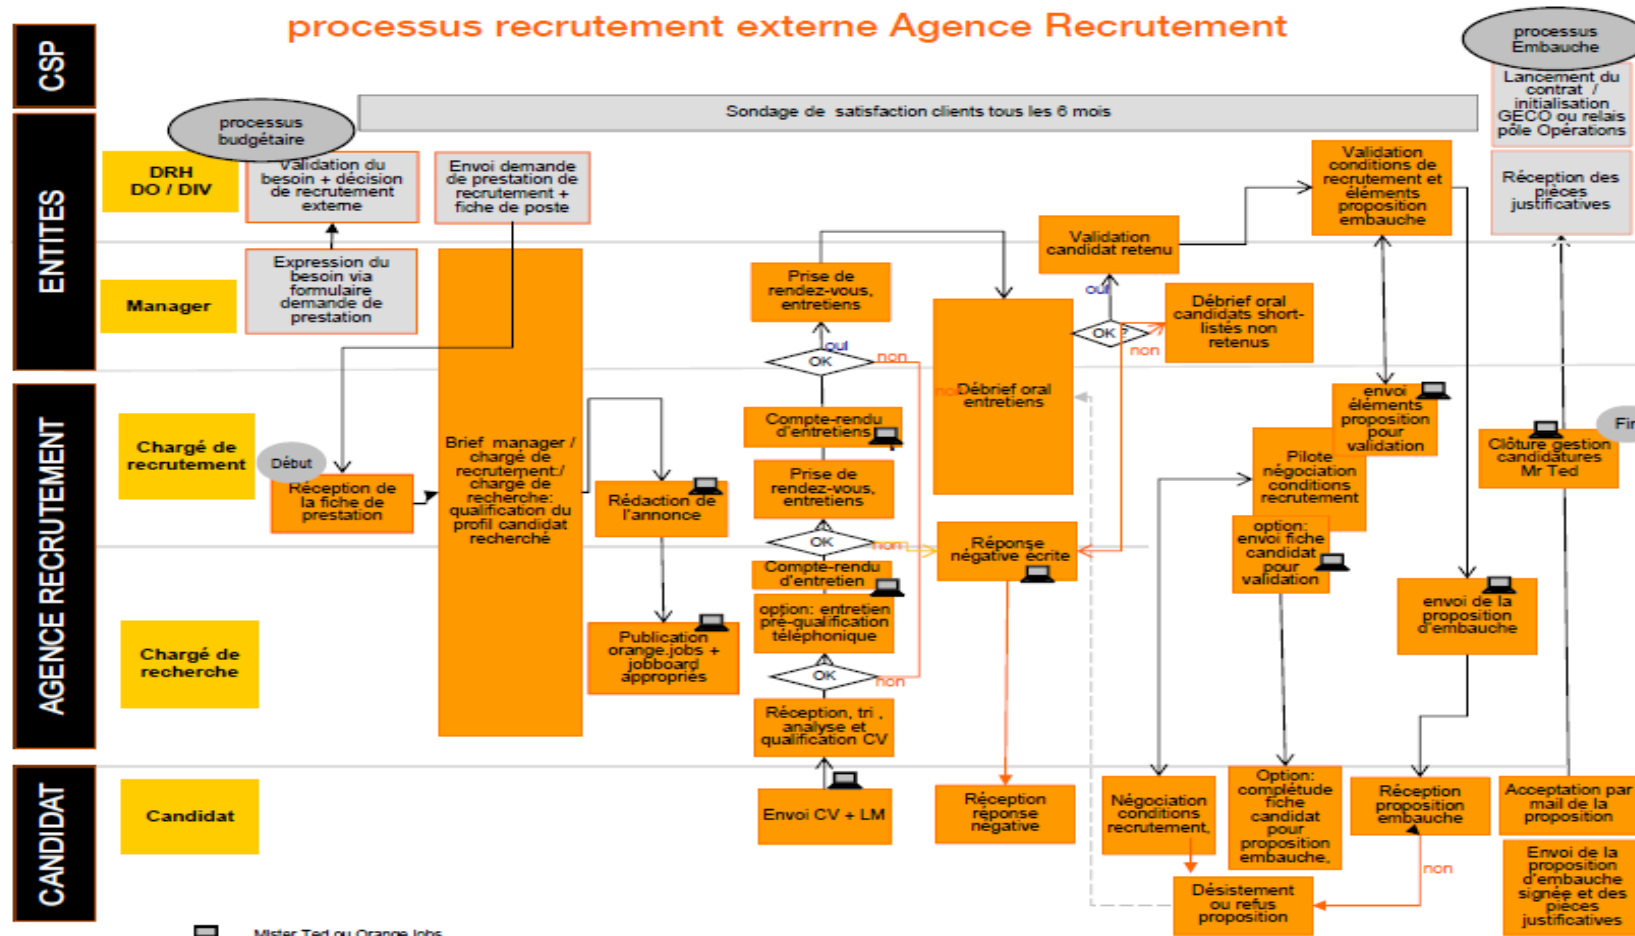 processus recrutement externe Agence Recrutement
CSP
processus
Embauche
Lancement du
contrat /
initialisation
GECO ou relais
pôle Opérations
Sondage de satisfaction clients tous les 6 mois
processus
budgétaire
ENTITES
DRH
DO / DIV
Validation du
besoin + décision
de recrutement
externe
Envoi demande
de prestation de
recrutement +
fiche de poste
Validation
conditions de
recrutement et
éléments
proposition
embauche
Réception des
pièces
justificatives
Validation
candidat retenu
Manager
Expression du
besoin via
formulaire
demande de
prestation
Prise de
rendez-vous,
entretiens
oui
Débrief oral
candidats short-
listés non
retenus
OK ?
non
oui
OK
non
AGENCE RECRUTEMENT
Chargé de
recrutement
Début
Réception de
la fiche de
prestation
Brief manager /
chargé de
recrutement:/
chargé de
recherche:
qualification du
profil candidat
recherché
Rédaction de
l'annonce
Compte-rendu
d'entretiens
Prise de
rendez-vous,
entretiens
non
Débrief oral
entretiens
envoi
éléments
proposition
pour
validation
Pilote
négociation
conditions
recrutement
Clôture gestion
candidatures
Mr Ted
Fin
OK
non
Réponse
négative écrite
option:
envoi fiche
candidat
pour
validation
Chargé de
recherche
Publication
orange.jobs +
jobboard
appropriés
Compte-rendu
d'entretien
option: entretien
pré-qualification
téléphonique
OK
non
Réception, tri ,
analyse et
qualification CV
envoi de la
proposition
d'embauche
CANDIDAT
Candidat
Envoi CV + LM
Réception
réponse
négative
Négociation
conditions
recrutement,
Option:
complétude
fiche
candidat
pour
proposition
embauche,
Réception
proposition
embauche
non
Acceptation par
mail de la
proposition
Désistement
ou refus
proposition
Envoi de la
proposition
d'embauche
signée et des
pièces
justificatives
Mister Ted ou Orange Jobs